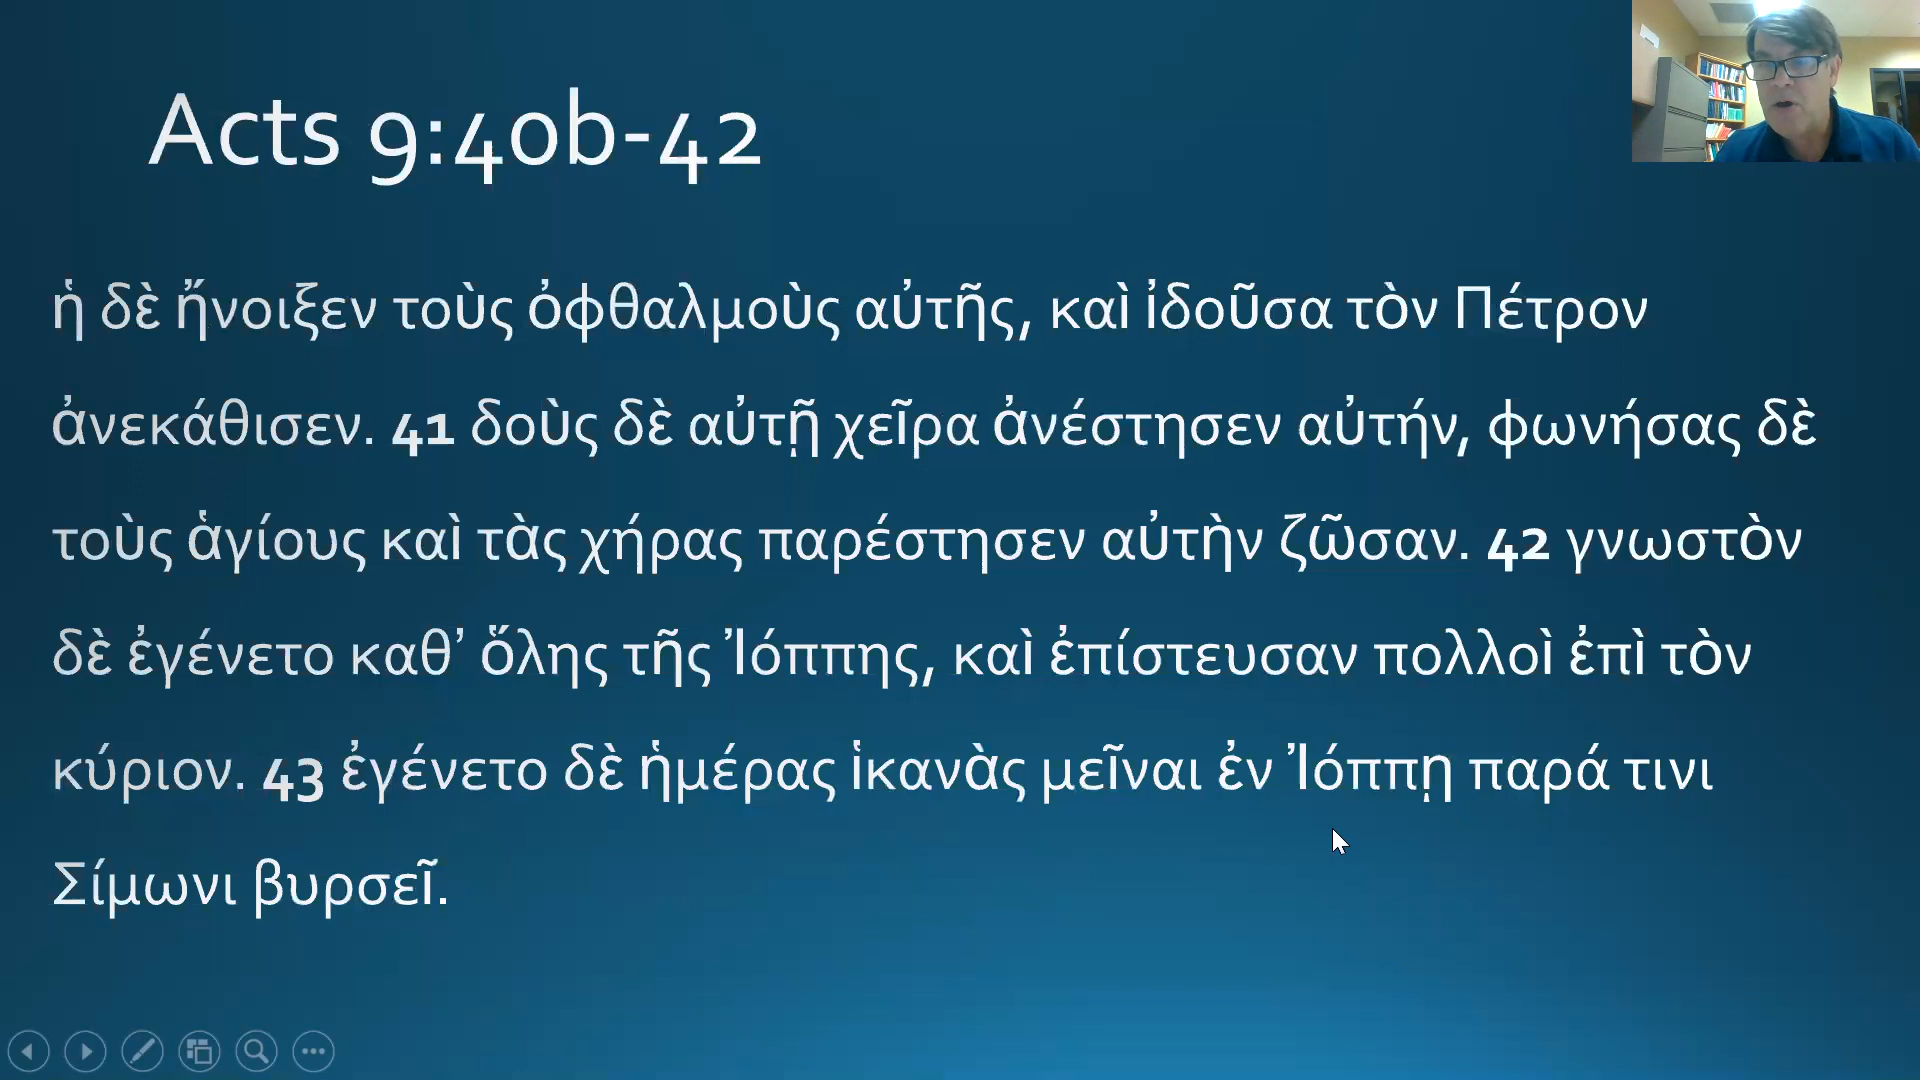 Acts 9:40b-42
ἡ δὲ ἤνοιξεν τοὺς ὀφθαλμοὺς αὐτῆς, καὶ ἰδοῦσα τὸν Πέτρον
ἀνεκάθισεν. 41 δοὺς δὲ αὐτῇ χεῖρα ἀνέστησεν αὐτήν, φωνήσας δὲ
τοὺς ἁγίους καὶ τὰς χήρας παρέστησεν αὐτὴν ζῶσαν. 42 γνωστὸν
δὲ ἐγένετο καθ’ ὅλης τῆς Ἰόππης, καὶ ἐπίστευσαν πολλοὶ ἐπὶ τὸν
κύριον. 43 ἐγένετο δὲ ἡμέρας ἱκανὰς μεῖναι ἐν Ἰόππῃ παρά τινι
Σίμωνι βυρσεῖ.